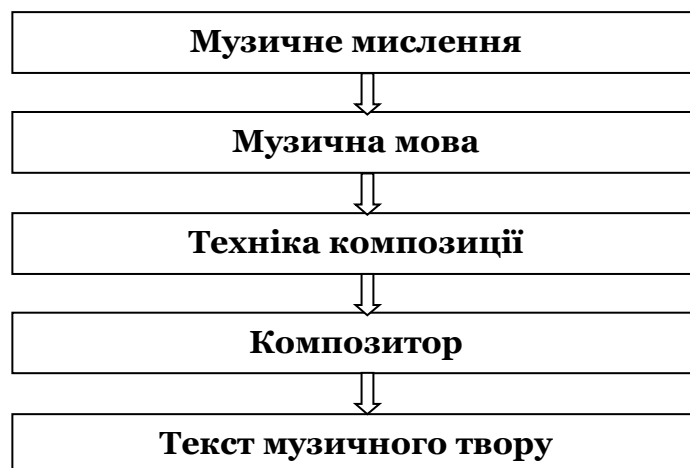 Музичне мислення
Музична мова
Техніка композиції
Композитор
Текст музичного твору